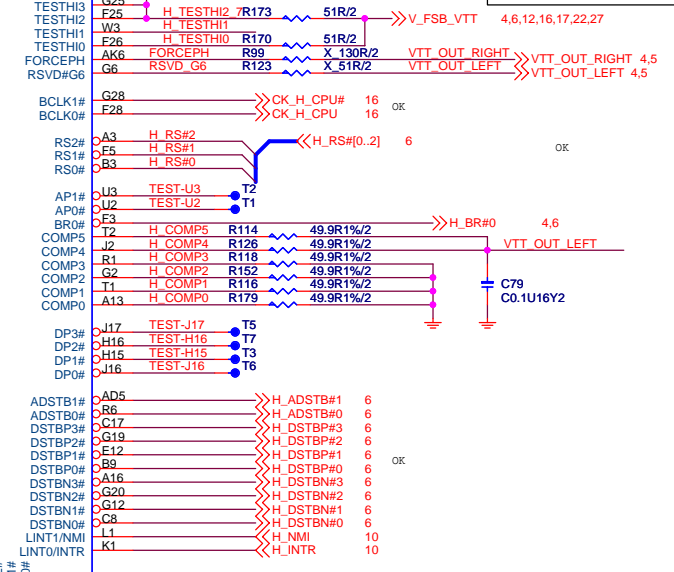 TESTHI3 G25
TESTHI2 F25 H_TESTHI2_7 R173 51R/2 V_FSB_VTT 4,6,12,16,17,22,27
TESTHI1 W3 H_TESTHI1
TESTHI0 F26 H_TESTHI0 R170 51R/2
FORCEPH AK6 FORCEPH R99 X_130R/2 VTT_OUT_RIGHT VTT_OUT_RIGHT 4,5
RSVD#G6 G6 RSVD_G6 R123 X_51R/2 VTT_OUT_LEFT VTT_OUT_LEFT 4,5
BCLK1# G28 CK_H_CPU# 16 OK
BCLK0# F28 CK_H_CPU 16
RS2# A3 H_RS#2 H_RS#[0..2] 6
RS1# F5 H_RS#1 OK
RS0# B3 H_RS#0
AP1# U3 TEST-U3 T2
AP0# U2 TEST-U2 T1
BR0# F3 H_BR#0 4,6
COMP5 T2 H_COMP5 R114 49.9R1%/2
COMP4 J2 H_COMP4 R126 49.9R1%/2 VTT_OUT_LEFT
COMP3 R1 H_COMP3 R118 49.9R1%/2
COMP2 G2 H_COMP2 R152 49.9R1%/2
COMP1 T1 H_COMP1 R116 49.9R1%/2 C79
COMP0 A13 H_COMP0 R179 49.9R1%/2 C0.1U16Y2
DP3# J17 TEST-J17 T5
DP2# H16 TEST-H16 T7
DP1# H15 TEST-H15 T3
DP0# J16 TEST-J16 T6
ADSTB1# AD5 H_ADSTB#1 6
ADSTB0# R6 H_ADSTB#0 6
DSTBP3# C17 H_DSTBP#3 6
DSTBP2# G19 H_DSTBP#2 6
DSTBP1# E12 H_DSTBP#1 6 OK
DSTBP0# B9 H_DSTBP#0 6
DSTBN3# A16 H_DSTBN#3 6
DSTBN2# G20 H_DSTBN#2 6
DSTBN1# G12 H_DSTBN#1 6
DSTBN0# C8 H_DSTBN#0 6
LINT1/NMI L1 H_NMI 10
LINT0/INTR K1 H_INTR 10